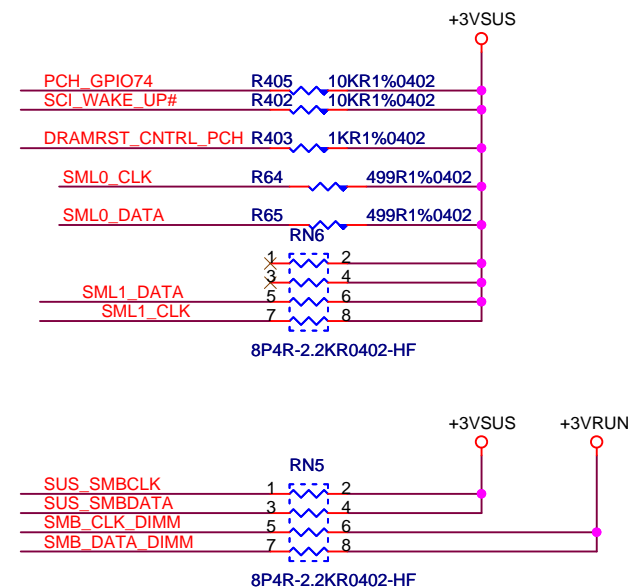 +3VSUS
PCH_GPIO74 R405 10KR1%0402
SCI_WAKE_UP# R402 10KR1%0402
DRAMRST_CNTRL_PCH R403 1KR1%0402
SML0_CLK R64 499R1%0402
SML0_DATA R65 499R1%0402
RN6
1 2
3 4
SML1_DATA 5 6
SML1_CLK 7 8
8P4R-2.2KR0402-HF
+3VSUS +3VRUN
RN5
SUS_SMBCLK 1 2
SUS_SMBDATA 3 4
SMB_CLK_DIMM 5 6
SMB_DATA_DIMM 7 8
8P4R-2.2KR0402-HF